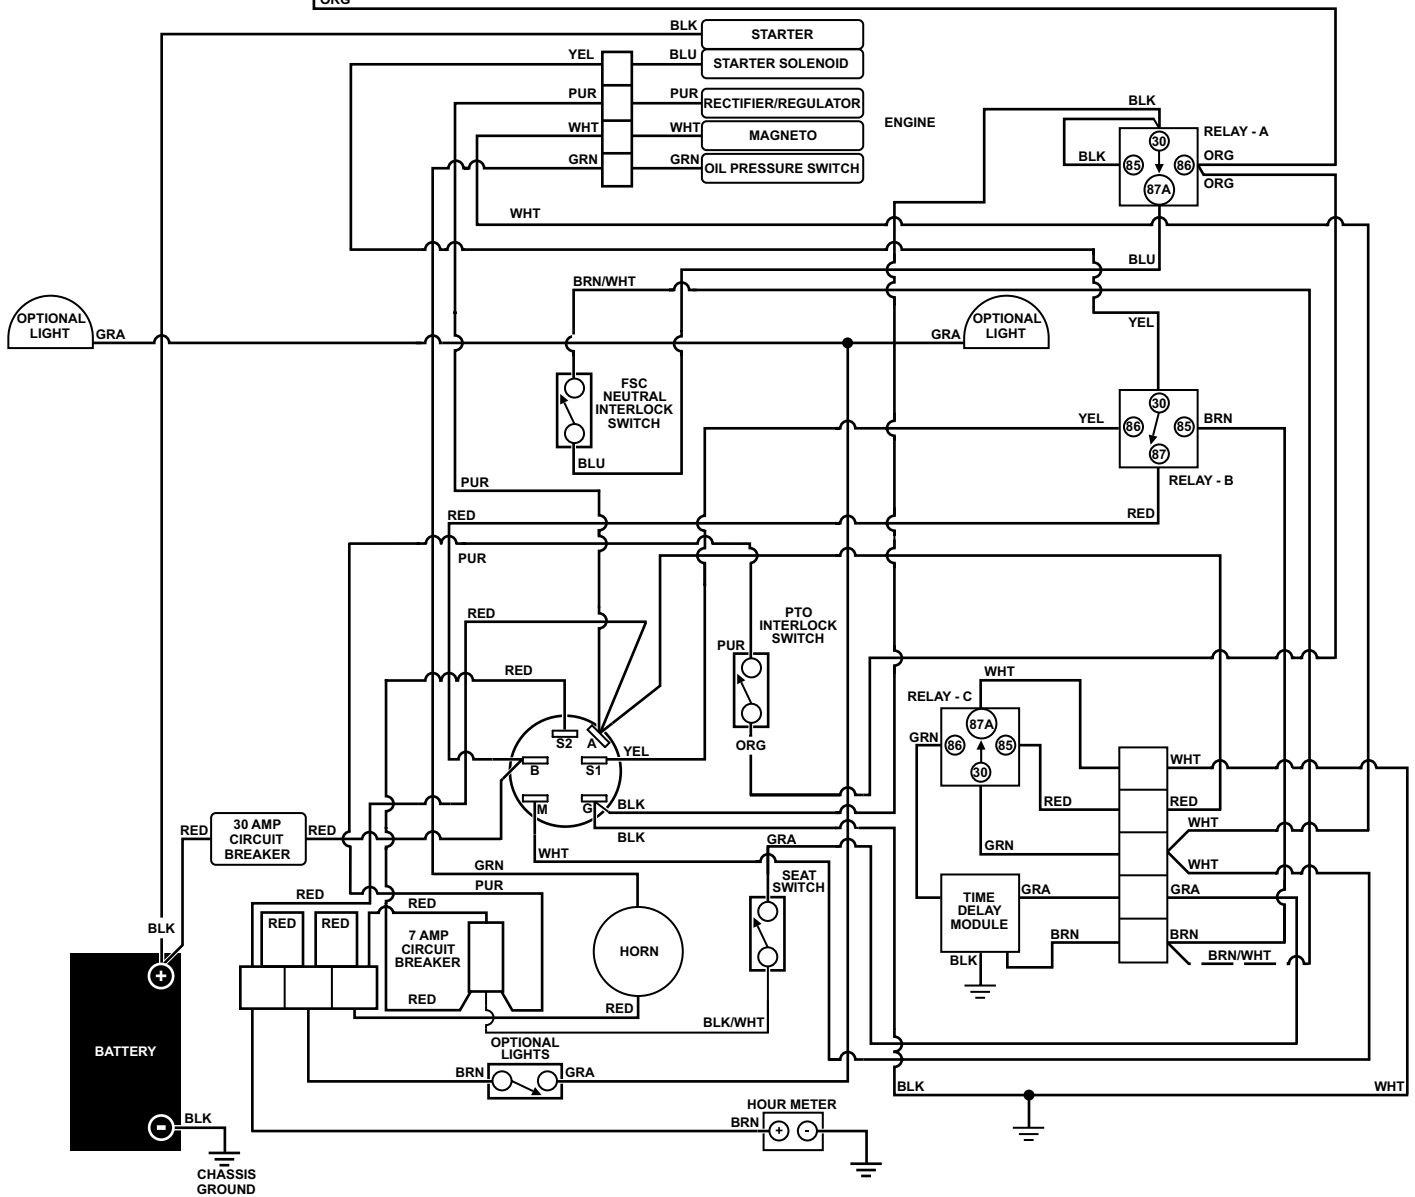 ORG
BLK
STARTER
YEL
BLU
STARTER SOLENOID
PUR
PUR
RECTIFIER/REGULATOR
WHT
WHT
MAGNETO
GRN
GRN
OIL PRESSURE SWITCH
ENGINE
BLK
RELAY - A
30
BLK
85
86
ORG
ORG
87A
WHT
BLU
BRN/WHT
OPTIONAL
LIGHT
GRA
GRA
OPTIONAL
LIGHT
YEL
FSC
NEUTRAL
INTERLOCK
SWITCH
BLU
YEL
30
86
85
BRN
87
RELAY - B
PUR
RED
RED
PUR
RED
PTO
INTERLOCK
SWITCH
PUR
ORG
RED
S2
A
YEL
B
S1
M
G
BLK
BLK
WHT
WHT
RELAY - C
87A
GRN
86
85
30
WHT
RED
RED
WHT
GRN
WHT
GRA
GRA
TIME
DELAY
MODULE
BRN
BRN
BRN/WHT
BLK
RED
30 AMP
CIRCUIT
BREAKER
RED
GRN
PUR
RED
RED
RED
RED
7 AMP
CIRCUIT
BREAKER
RED
HORN
RED
GRA
SEAT
SWITCH
BLK/WHT
BLK
+
BATTERY
-
BLK
CHASSIS
GROUND
OPTIONAL
LIGHTS
BRN
GRA
HOUR METER
BRN
+
-
BLK
WHT